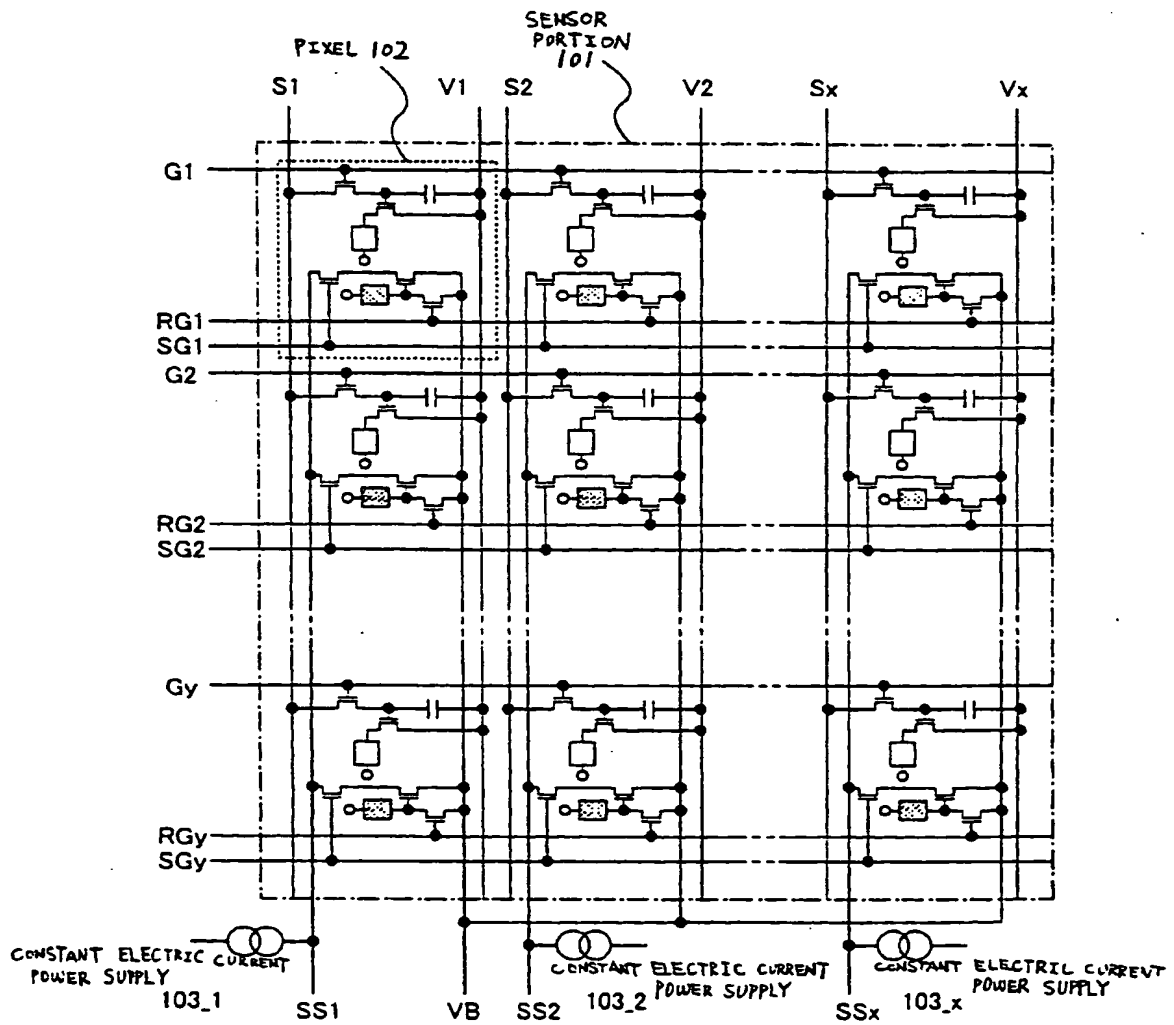 SENSOR
PORTION
101
PIXEL 102
S1
V1
S2
V2
Sx
Vx
G1
RG1
SG1
G2
RG2
SG2
Gy
RGy
SGy
CONSTANT ELECTRIC CURRENT
POWER SUPPLY
103_1
SS1
VB
SS2
CONSTANT ELECTRIC CURRENT
POWER SUPPLY
103_2
SSx
CONSTANT ELECTRIC CURRENT
POWER SUPPLY
103_x